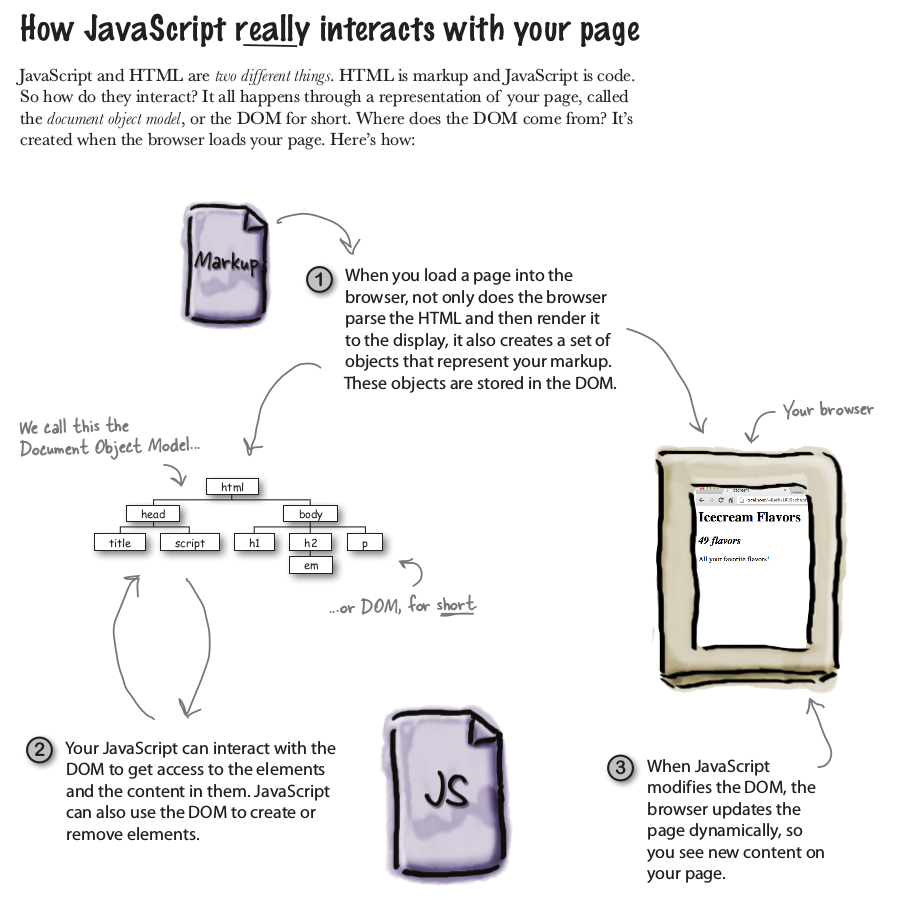 How JavaScript really interacts with your page
JavaScript and HTML are two different things. HTML is markup and JavaScript is code.
So how do they interact? It all happens through a representation of your page, called
the document object model, or the DOM for short. Where does the DOM come from? It's
created when the browser loads your page. Here's how:
Markup
1
When you load a page into the
browser, not only does the browser
parse the HTML and then render it
to the display, it also creates a set of
objects that represent your markup.
These objects are stored in the DOM.
We call this the
Document Object Model...
html
head
body
title
script
h1
h2
p
em
...or DOM, for short
Your browser
Icecream Flavors
49 flavors
All your favorite flavors!
2
Your JavaScript can interact with the
DOM to get access to the elements
and the content in them. JavaScript
can also use the DOM to create or
remove elements.
JS
3
When JavaScript
modifies the DOM, the
browser updates the
page dynamically, so
you see new content on
your page.